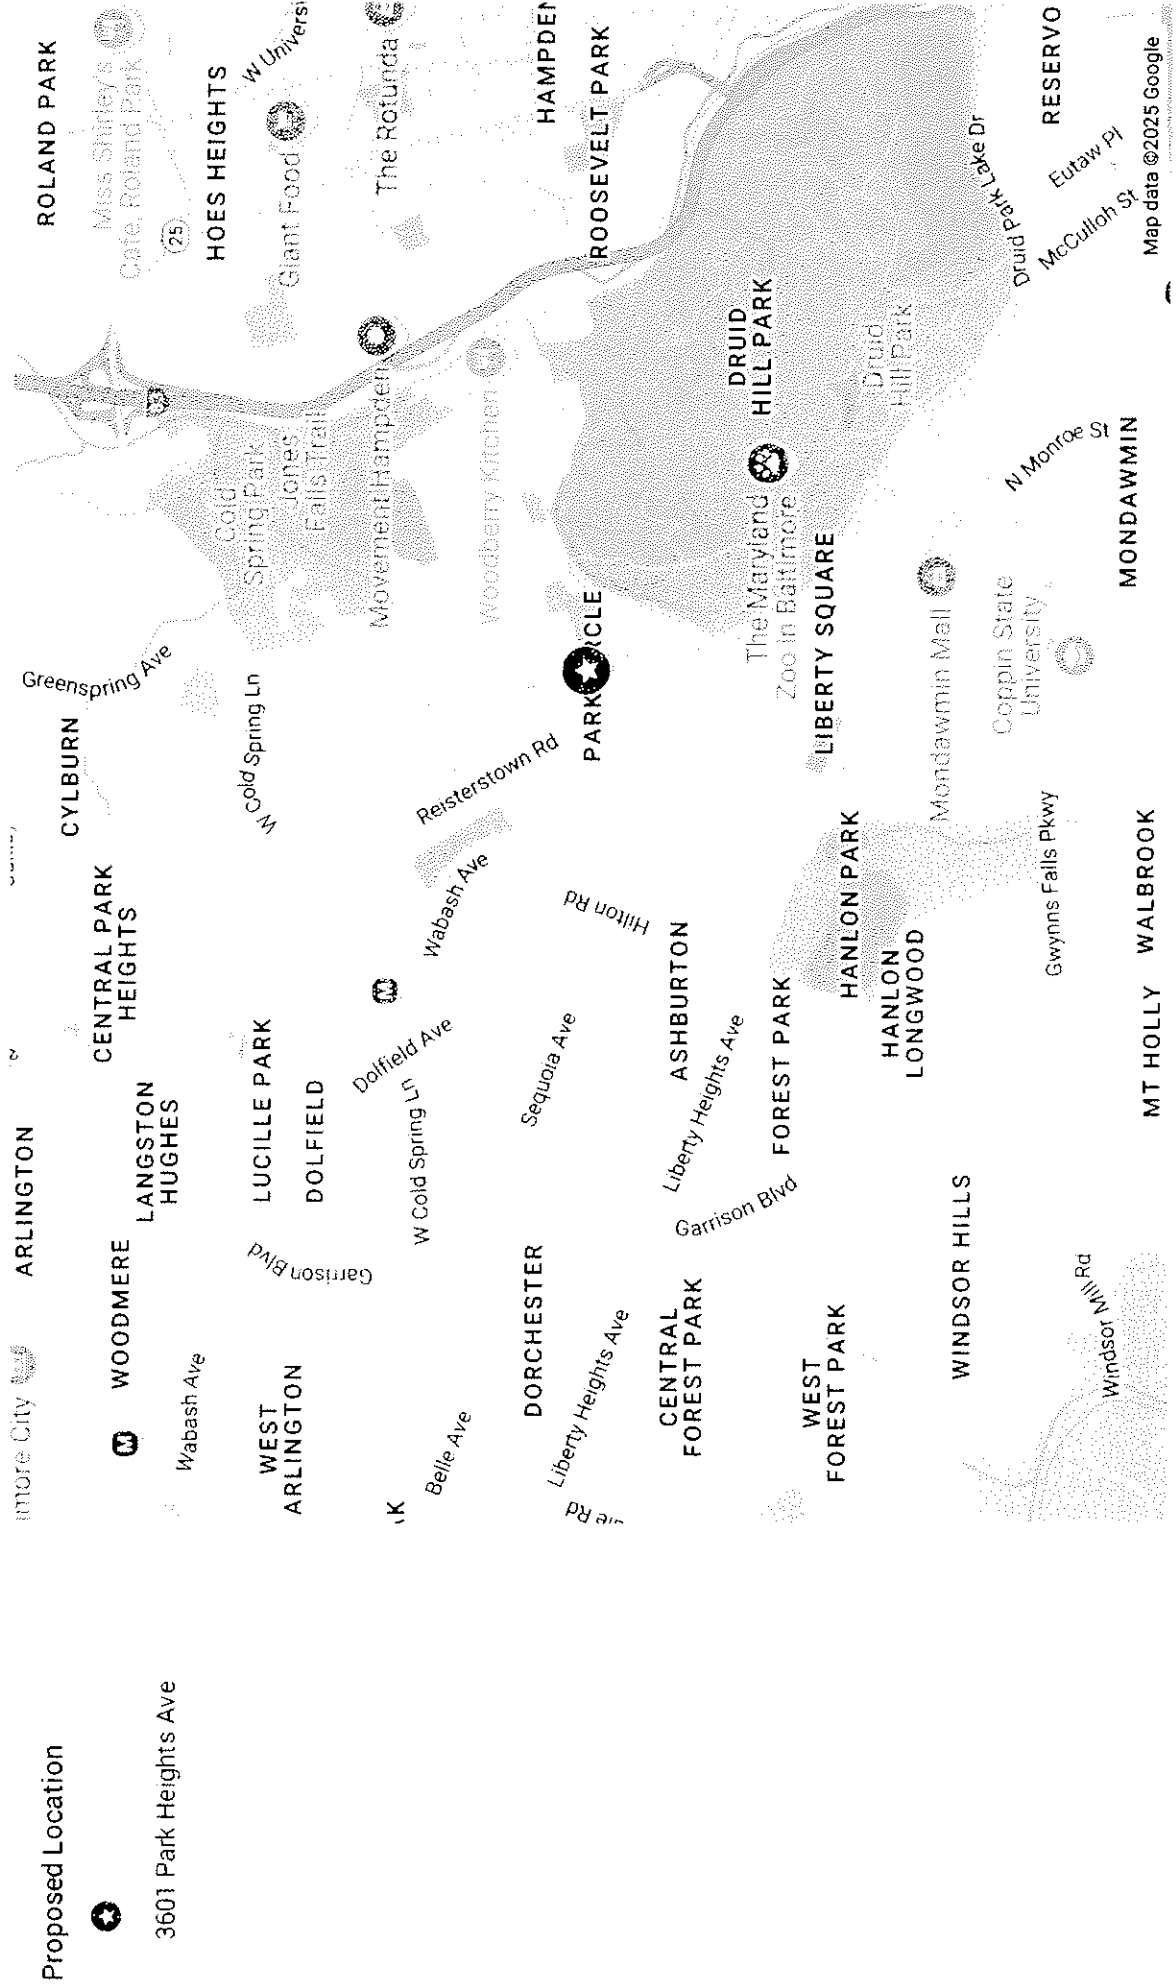 Proposed Location
3601 Park Heights Ave
imore City
ARLINGTON
WOODMERE
Wabash Ave
LANGSTON
HUGHES
CENTRAL PARK
HEIGHTS
CYLBURN
Greenspring Ave
ROLAND PARK
Miss Shirley's
Cafe, Roland Park
25
HOES HEIGHTS
W Universi
Giant Food
The Rotunda
WEST
ARLINGTON
Garrison Blvd
LUCILLE PARK
DOLFIELD
W Cold Spring Ln
Cold
Spring Park
Jones
Falls Trail
Movement Hampden
Dolfield Ave
W Cold Spring Ln
Wabash Ave
Reisterstown Rd
Woodberry Kitchen
HAMPDEN
ROOSEVELT PARK
Belle Ave
DORCHESTER
Liberty Heights Ave
Sequoia Ave
Hilton Rd
PARK
RCLE
CENTRAL
FOREST PARK
Garrison Blvd
Liberty Heights Ave
ASHBURTON
FOREST PARK
DRUID
HILL PARK
The Maryland
Zoo in Baltimore
LIBERTY SQUARE
Druid
Hill Park
WEST
FOREST PARK
HANLON PARK
HANLON
LONGWOOD
Mondawmin Mall
WINDSOR HILLS
Coppin State
University
Druid Park Lake Dr
N Monroe St
McCulloh St
Eutaw Pl
RESERVO
Windsor Mill Rd
Gwynns Falls Pkwy
MONDAWMIN
MT HOLLY
WALBROOK
Map data ©2025 Google